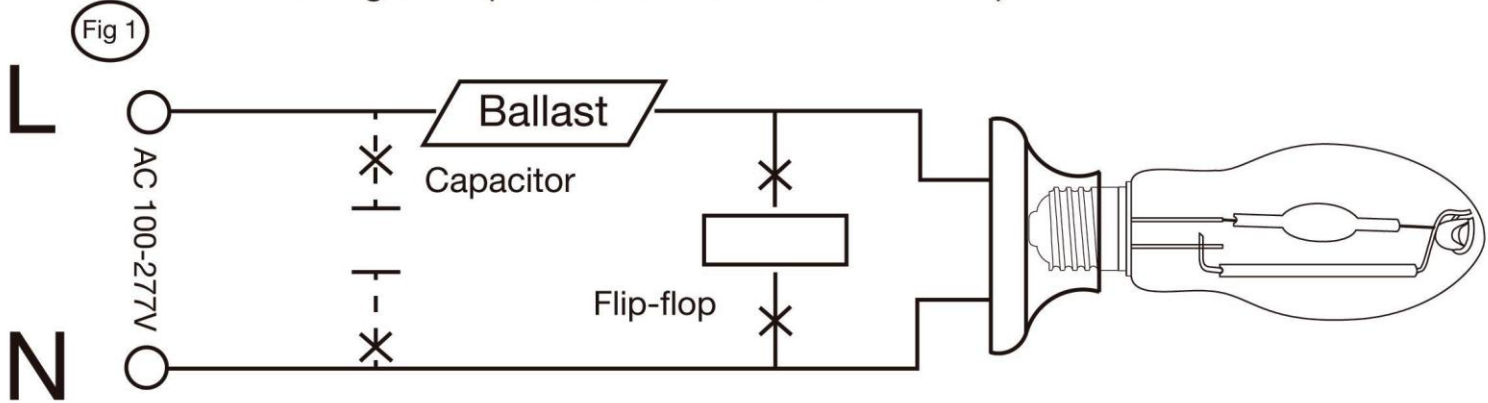 Fig 1
L
Ballast
AC 100-277V
Capacitor
Flip-flop
N